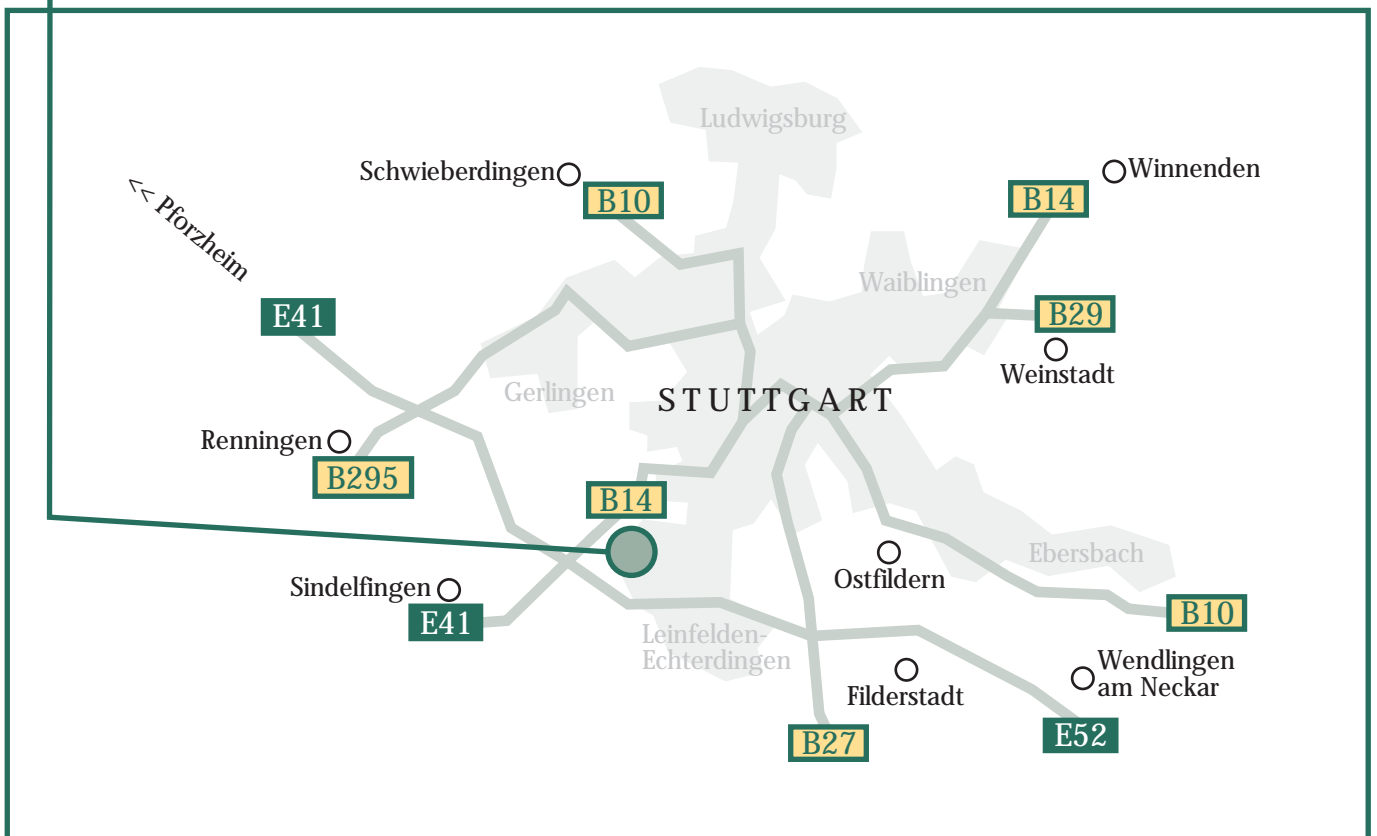 Ludwigsburg
Schwieberdingen
Winnenden
B10
B14
<< Pforzheim
Waiblingen
E41
B29
Weinstadt
Gerlingen
STUTTGART
Renningen
B295
B14
Ebersbach
Ostfildern
Sindelfingen
E41
B10
Leinfelden-
Echterdingen
Wendlingen
am Neckar
Filderstadt
E52
B27